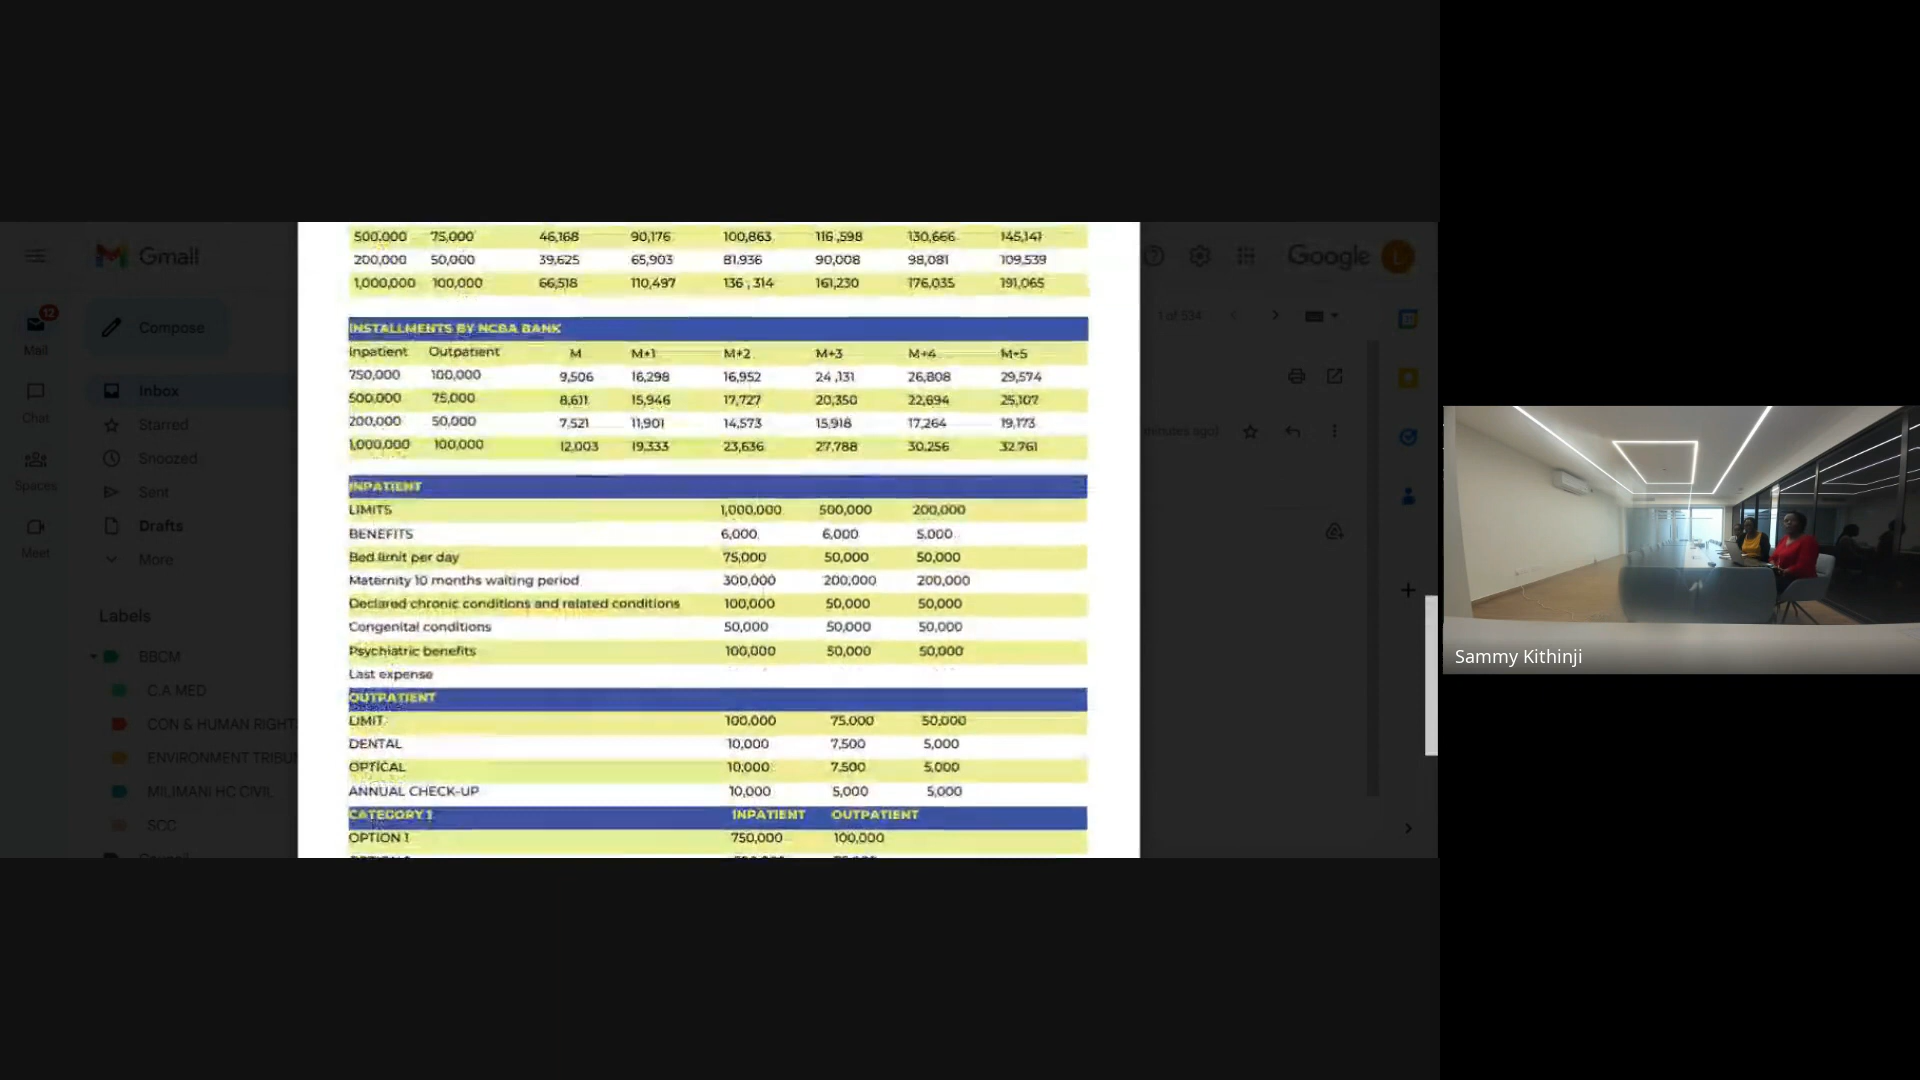 Gmail
Google
12
Mail
Compose
1 of 534
Inbox
Chat
Starred
minutes ago)
Snoozed
Spaces
Sent
Drafts
Meet
More
Labels
BBCM
C.A MED
CON & HUMAN RIGHT
ENVIRONMENT TRIBU
MILIMANI HC CIVIL
SCC
500,000 75,000 46,168 90,176 100,863 116,598 130,666 145,141
200,000 50,000 39,625 65,903 81,936 90,008 98,081 109,539
1,000,000 100,000 66,518 110,497 136,314 161,230 176,035 191,065
INSTALLMENTS BY NCBA BANK
Inpatient Outpatient M M+1 M+2 M+3 M+4 M+5
750,000 100,000 9,506 16,298 16,952 24,131 26,808 29,574
500,000 75,000 8,611 15,946 17,727 20,350 22,694 25,107
200,000 50,000 7,521 11,901 14,573 15,918 17,264 19,173
1,000,000 100,000 12,003 19,333 23,636 27,788 30,256 32,761
INPATIENT
LIMITS 1,000,000 500,000 200,000
BENEFITS 6,000 6,000 5,000
Bed limit per day 75,000 50,000 50,000
Maternity 10 months waiting period 300,000 200,000 200,000
Declared chronic conditions and related conditions 100,000 50,000 50,000
Congenital conditions 50,000 50,000 50,000
Psychiatric benefits 100,000 50,000 50,000
Last expense
OUTPATIENT
LIMIT 100,000 75,000 50,000
DENTAL 10,000 7,500 5,000
OPTICAL 10,000 7,500 5,000
ANNUAL CHECK-UP 10,000 5,000 5,000
CATEGORY 1 INPATIENT OUTPATIENT
OPTION 1 750,000 100,000
Sammy Kithinji